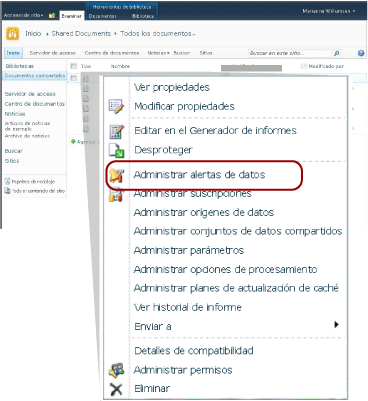 Herramientas de biblioteca
Marianne Willumsen
Acciones del sitio
Examinar
Documentos
Biblioteca
Inicio ▸ Shared Documents ▸ Todos los documentos
Inicio
Servidor de acceso
Centro de documentos
Noticias
Buscar
Sitios
Buscar en este sitio...
Bibliotecas
Documentos compartidos
Tipo
Nombre
Modificado por
Servidor de acceso
Centro de documentos
Noticias
Artículo de noticias
de ejemplo
Archivo de noticias
Agregar
Buscar
Sitios
Papelera de reciclaje
Todo el contenido del sitio
Ver propiedades
Modificar propiedades
Editar en el Generador de informes
Desproteger
Administrar alertas de datos
Administrar suscripciones
Administrar orígenes de datos
Administrar conjuntos de datos compartidos
Administrar parámetros
Administrar opciones de procesamiento
Administrar planes de actualización de caché
Ver historial de informe
Enviar a
Detalles de compatibilidad
Administrar permisos
Eliminar